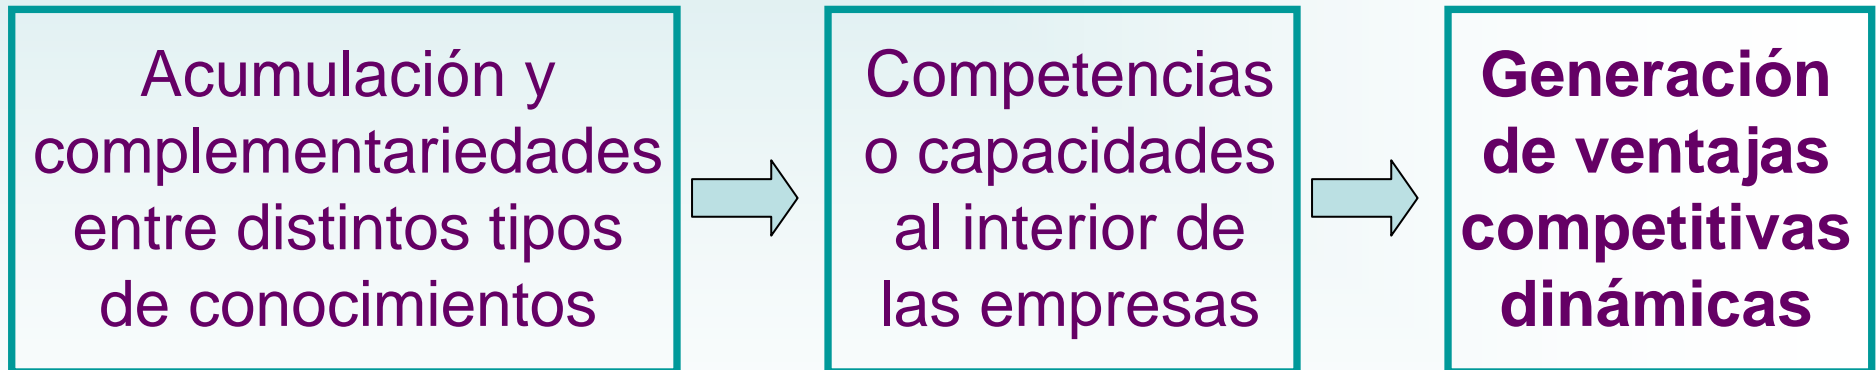 Acumulación y
complementariedades
entre distintos tipos
de conocimientos
Competencias
o capacidades
al interior de
las empresas
Generación
de ventajas
competitivas
dinámicas